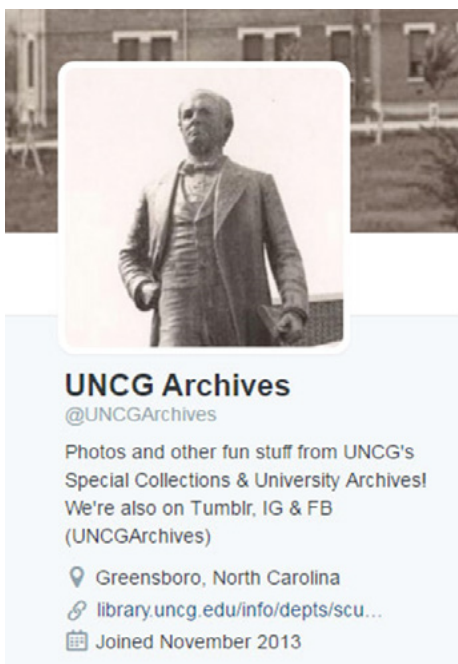 UNCG Archives
@UNCGArchives
Photos and other fun stuff from UNCG's
Special Collections & University Archives!
We're also on Tumblr, IG & FB
(UNCGArchives)
Greensboro, North Carolina
library.uncg.edu/info/depts/scu...
Joined November 2013